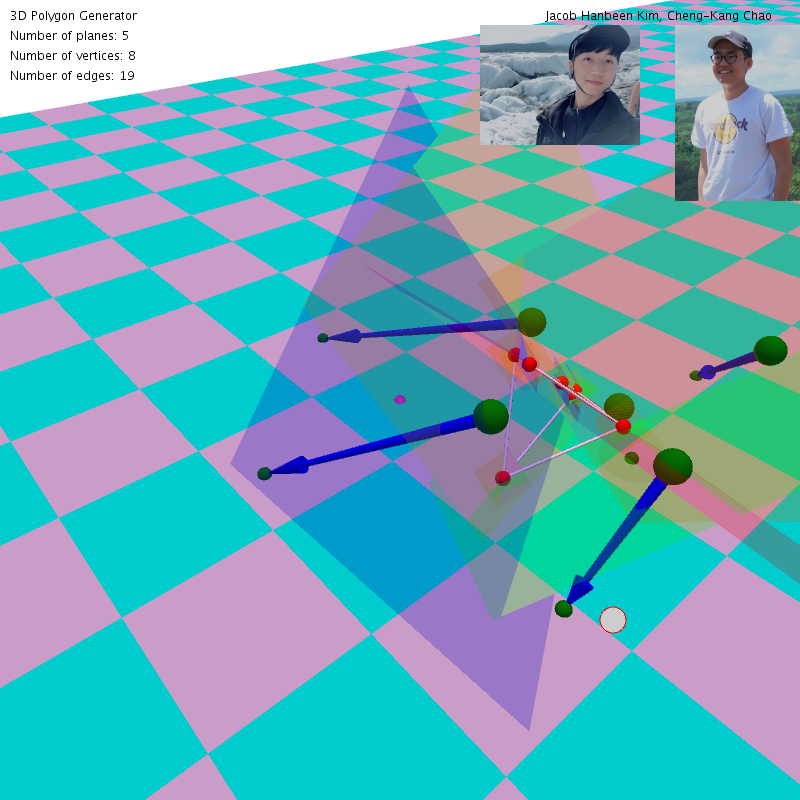 3D Polygon Generator
Jacob Hanbeen Kim, Cheng-Kang Chao
Number of planes: 5
Number of vertices: 8
Number of edges: 19